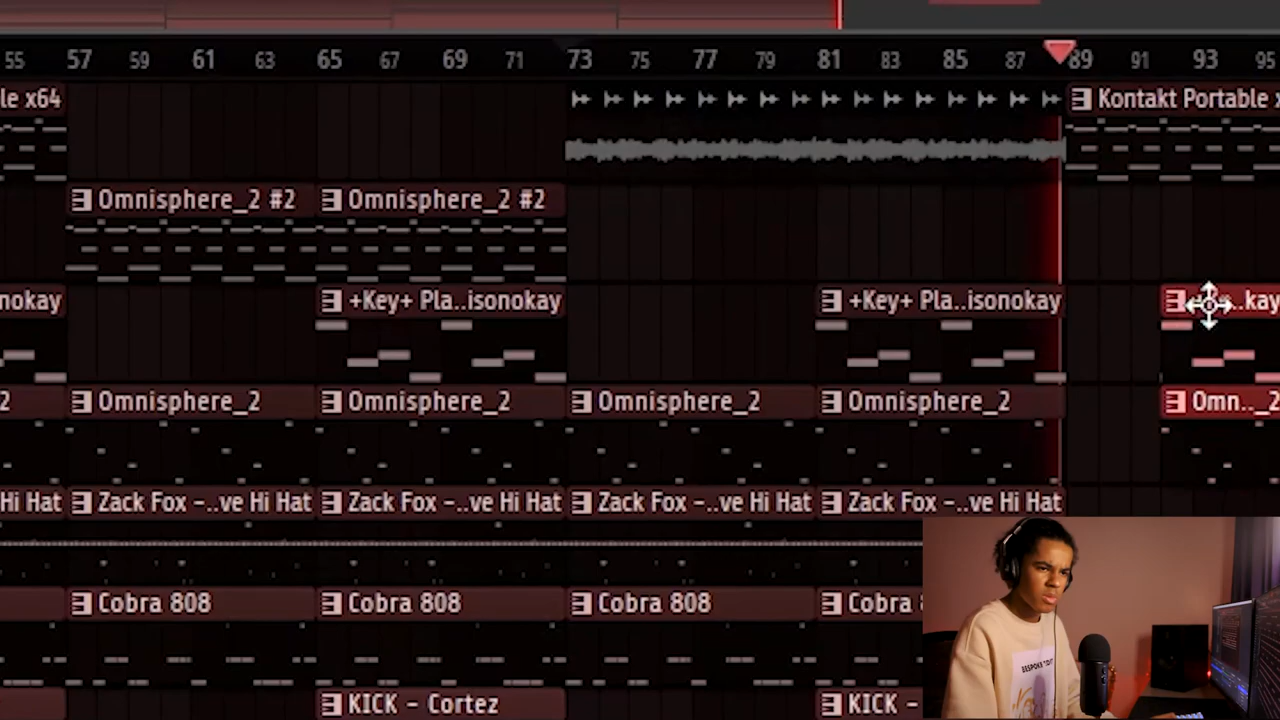 55 57 59 61 63 65 67 69 71 73 75 77 79 81 83 85 87 89 91 93 95
le x64 Kontakt Portable x
Omnisphere_2 #2 Omnisphere_2 #2
nokay +Key+ Pla..isonokay +Key+ Pla..isonokay ..kay
2 Omnisphere_2 Omnisphere_2 Omnisphere_2 Omnisphere_2 Omn.._2
Hi Hat Zack Fox -..ve Hi Hat Zack Fox -..ve Hi Hat Zack Fox -..ve Hi Hat Zack Fox -..ve Hi Hat
Cobra 808 Cobra 808 Cobra 808 Cobra
KICK - Cortez KICK -